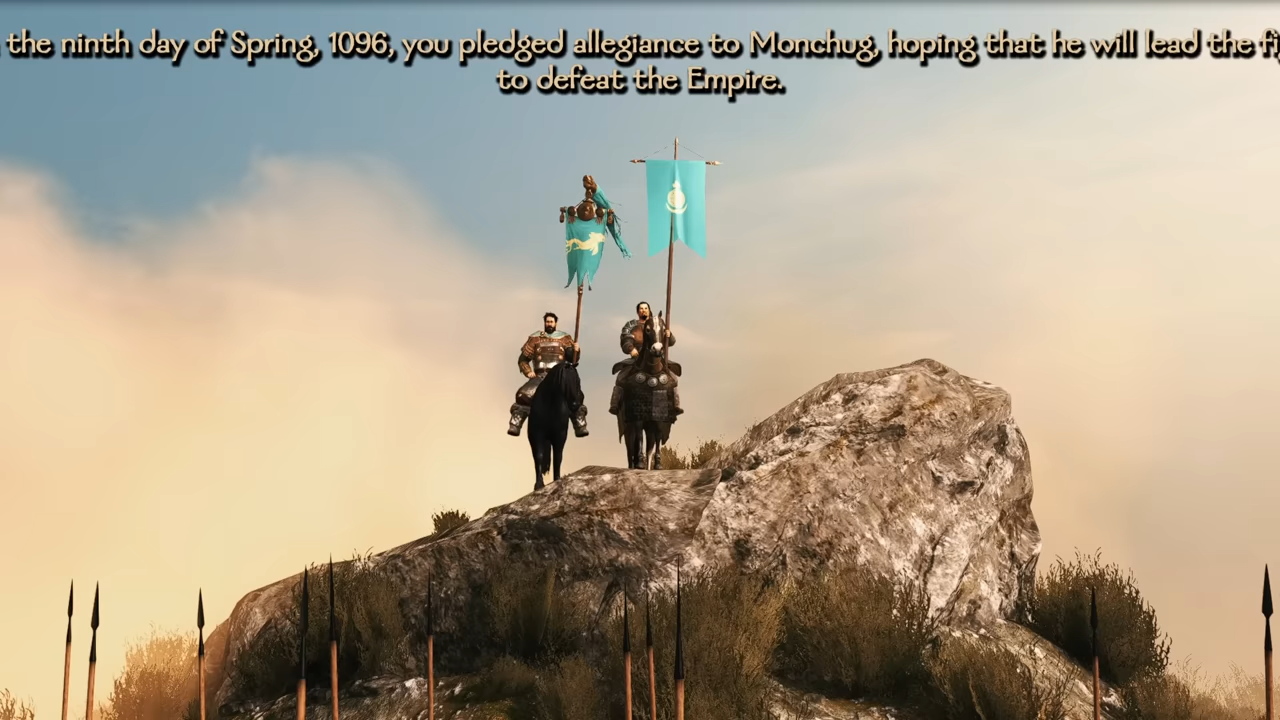 the ninth day of Spring, 1096, you pledged allegiance to Monchug, hoping that he will lead the
to defeat the Empire.